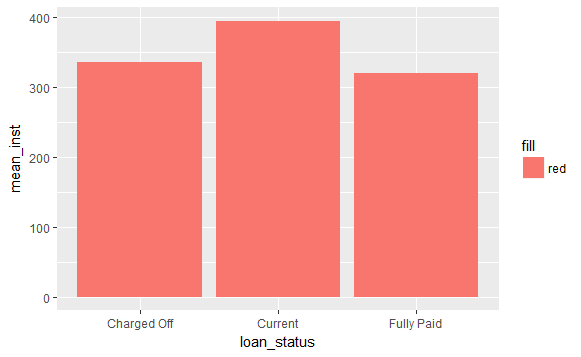 400
300
200
100
0
mean_inst
Charged Off
Current
Fully Paid
loan_status
fill
red